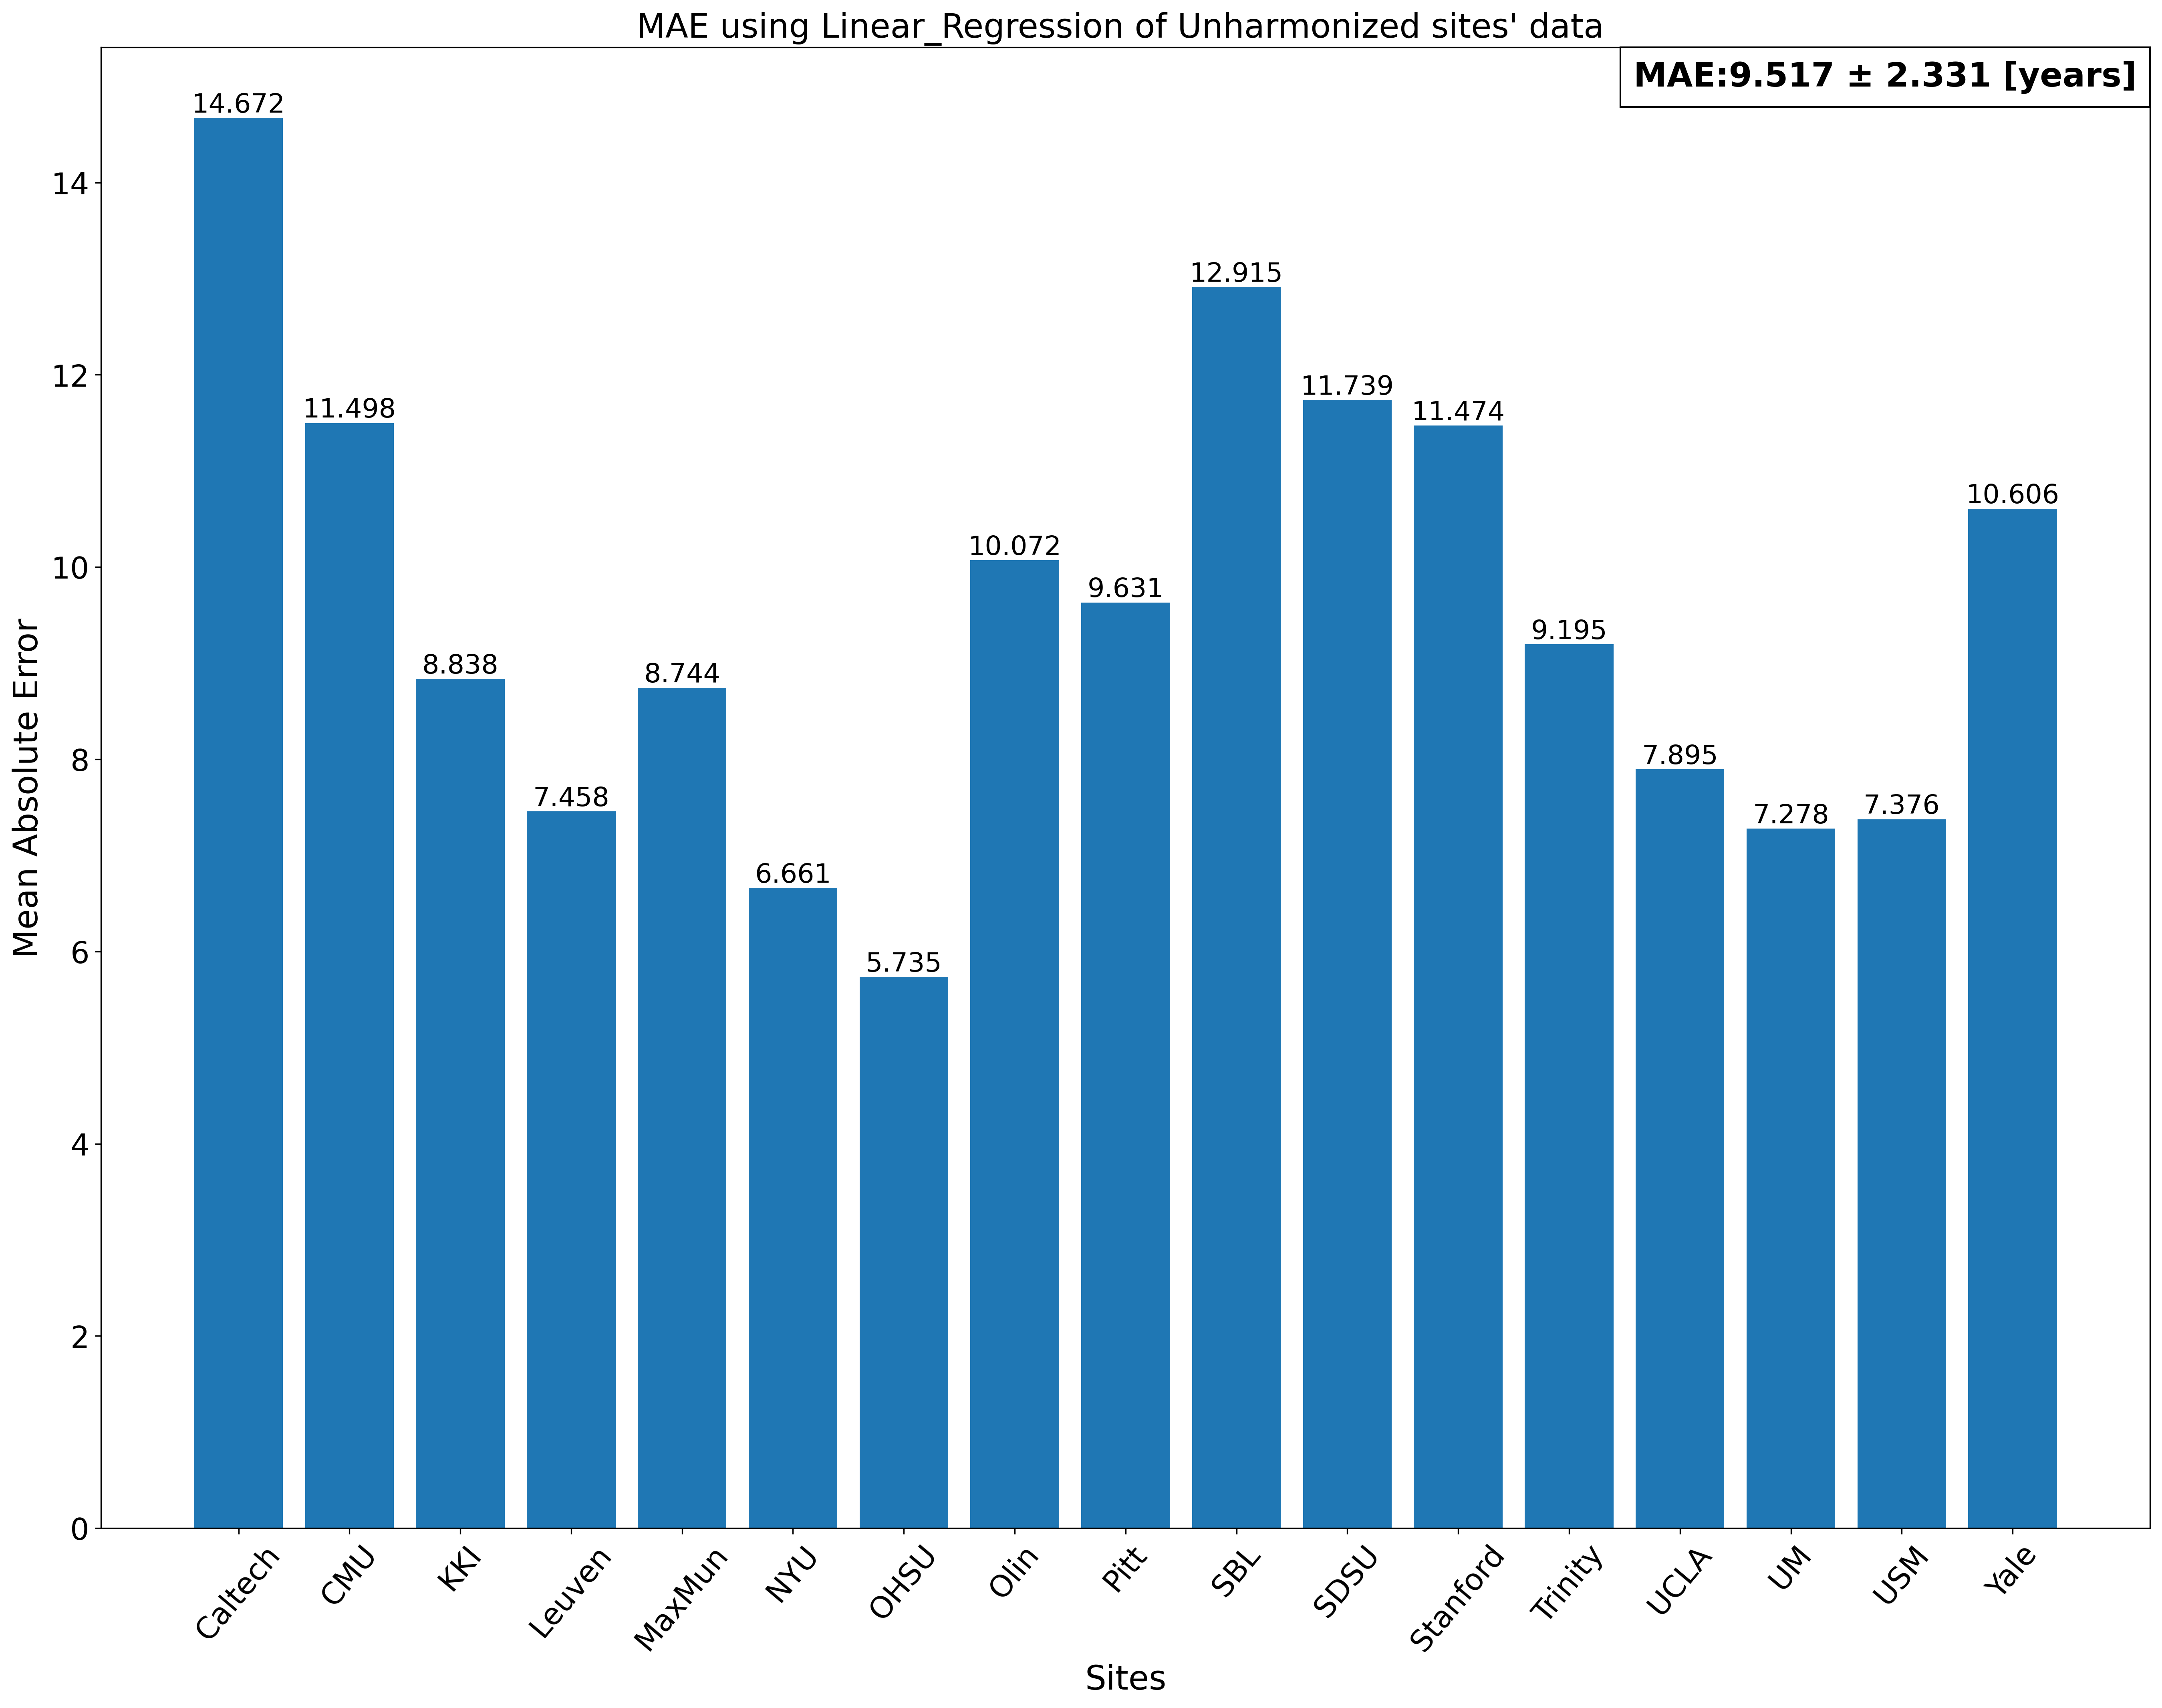 MAE using Linear_Regression of Unharmonized sites' data
MAE:9.517 ± 2.331 [years]
Mean Absolute Error
14
12
10
8
6
4
2
0
14.672
11.498
8.838
7.458
8.744
6.661
5.735
10.072
9.631
12.915
11.739
11.474
9.195
7.895
7.278
7.376
10.606
Caltech
CMU
KKI
Leuven
MaxMun
NYU
OHSU
Olin
Pitt
SBL
SDSU
Stanford
Trinity
UCLA
UM
USM
Yale
Sites